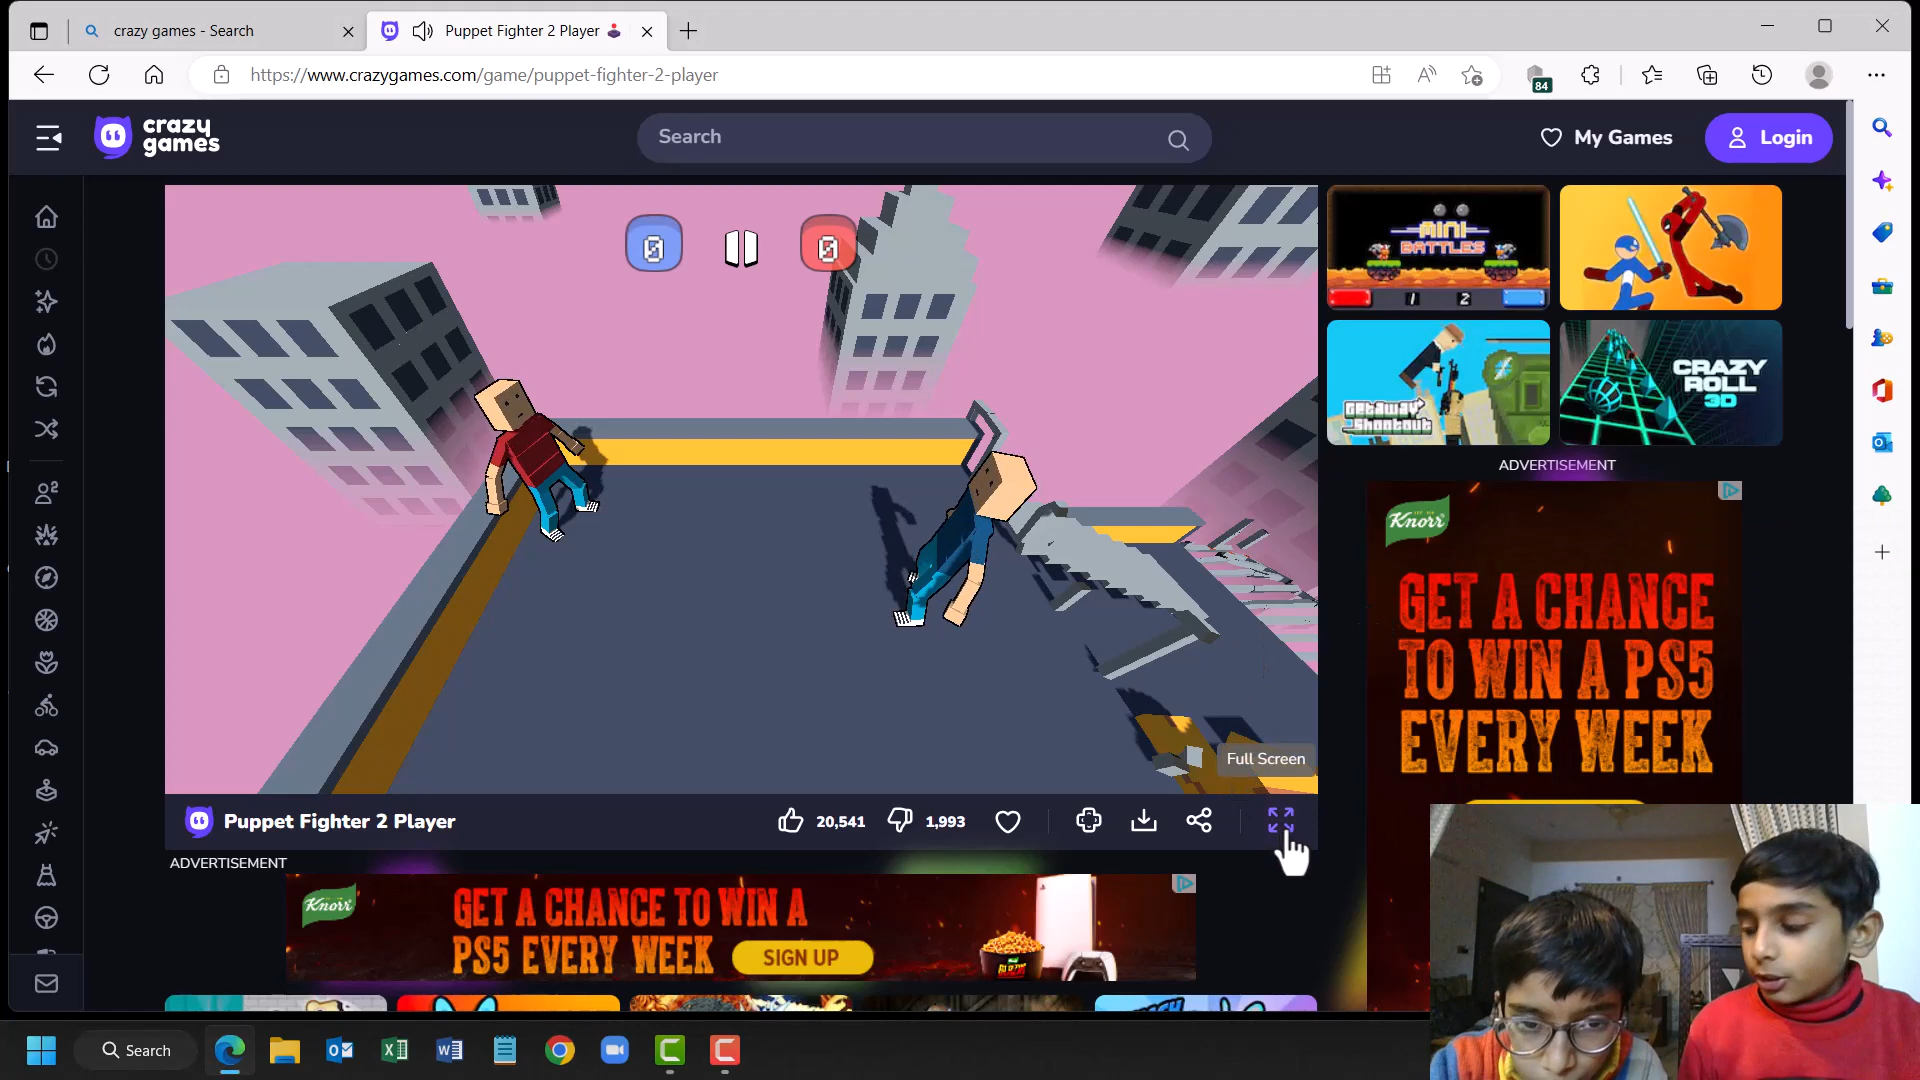 crazy games - Search
Puppet Fighter 2 Player
https://www.crazygames.com/game/puppet-fighter-2-player
84
crazy
games
Search
My Games
Login
0
0
MINI
BATTLES
1 2
Getaway
Shootout
CRAZY
ROLL
3D
ADVERTISEMENT
Knorr
GET A CHANCE
TO WIN A PS5
EVERY WEEK
Full Screen
Puppet Fighter 2 Player
20,541
1,993
ADVERTISEMENT
Knorr
GET A CHANCE TO WIN A
PS5 EVERY WEEK
SIGN UP
Search